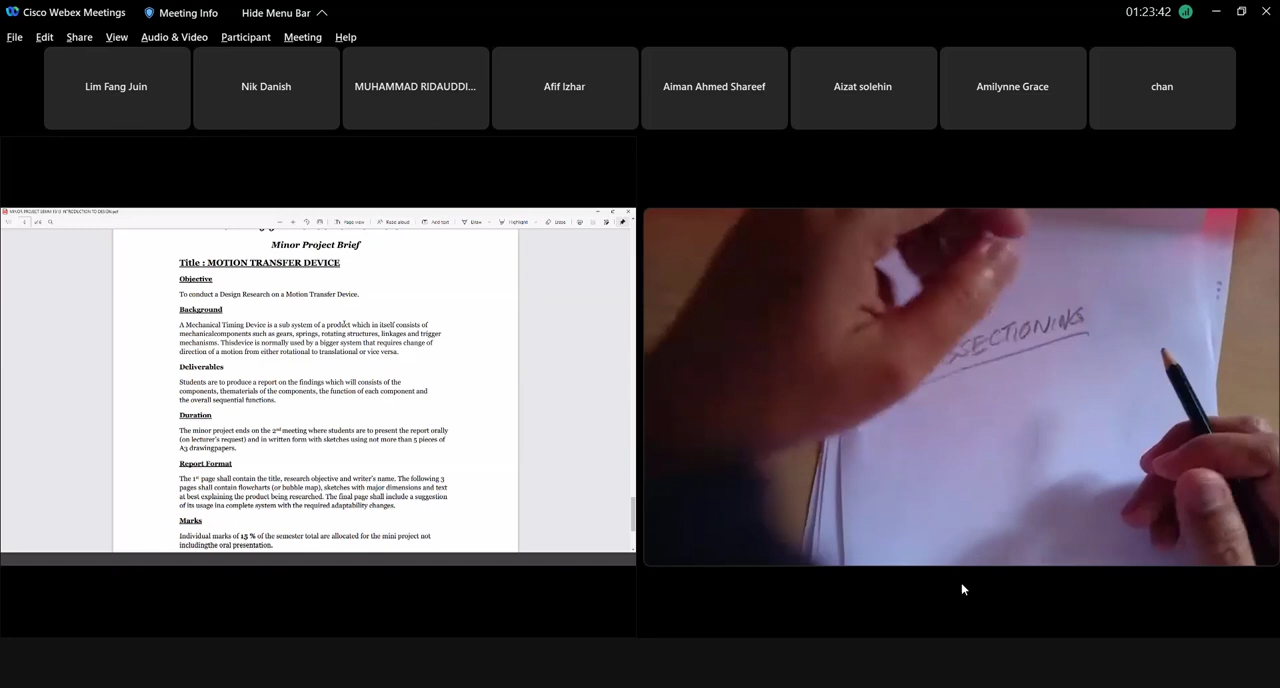 Cisco Webex Meetings
Meeting Info
Hide Menu Bar
01:23:42
File Edit Share View Audio & Video Participant Meeting Help
Lim Fang Juin
Nik Danish
MUHAMMAD RIDAUDDI...
Afif Izhar
Aiman Ahmed Shareef
Aizat solehin
Amilynne Grace
chan
Page view
Read aloud
Add text
Draw
Highlight
Erase
Minor Project Brief
Title : MOTION TRANSFER DEVICE
Objective
To conduct a Design Research on a Motion Transfer Device.
Background
A Mechanical Timing Device is a sub system of a product which in itself consists of
mechanicalcomponents such as gears, springs, rotating structures, linkages and trigger
mechanisms. Thisdevice is normally used by a bigger system that requires change of
direction of a motion from either rotational to translational or vice versa.
Deliverables
Students are to produce a report on the findings which will consists of the
components, thematerials of the components, the function of each component and
the overall sequential functions.
Duration
The minor project ends on the 2nd meeting where students are to present the report orally
(on lecturer's request) and in written form with sketches using not more than 5 pieces of
A3 drawingpapers.
Report Format
The 1st page shall contain the title, research objective and writer's name. The following 3
pages shall contain flowcharts (or bubble map), sketches with major dimensions and text
at best explaining the product being researched. The final page shall include a suggestion
of its usage ina complete system with the required adaptability changes.
Marks
Individual marks of 15 % of the semester total are allocated for the mini project not
includingthe oral presentation.
SECTIONING